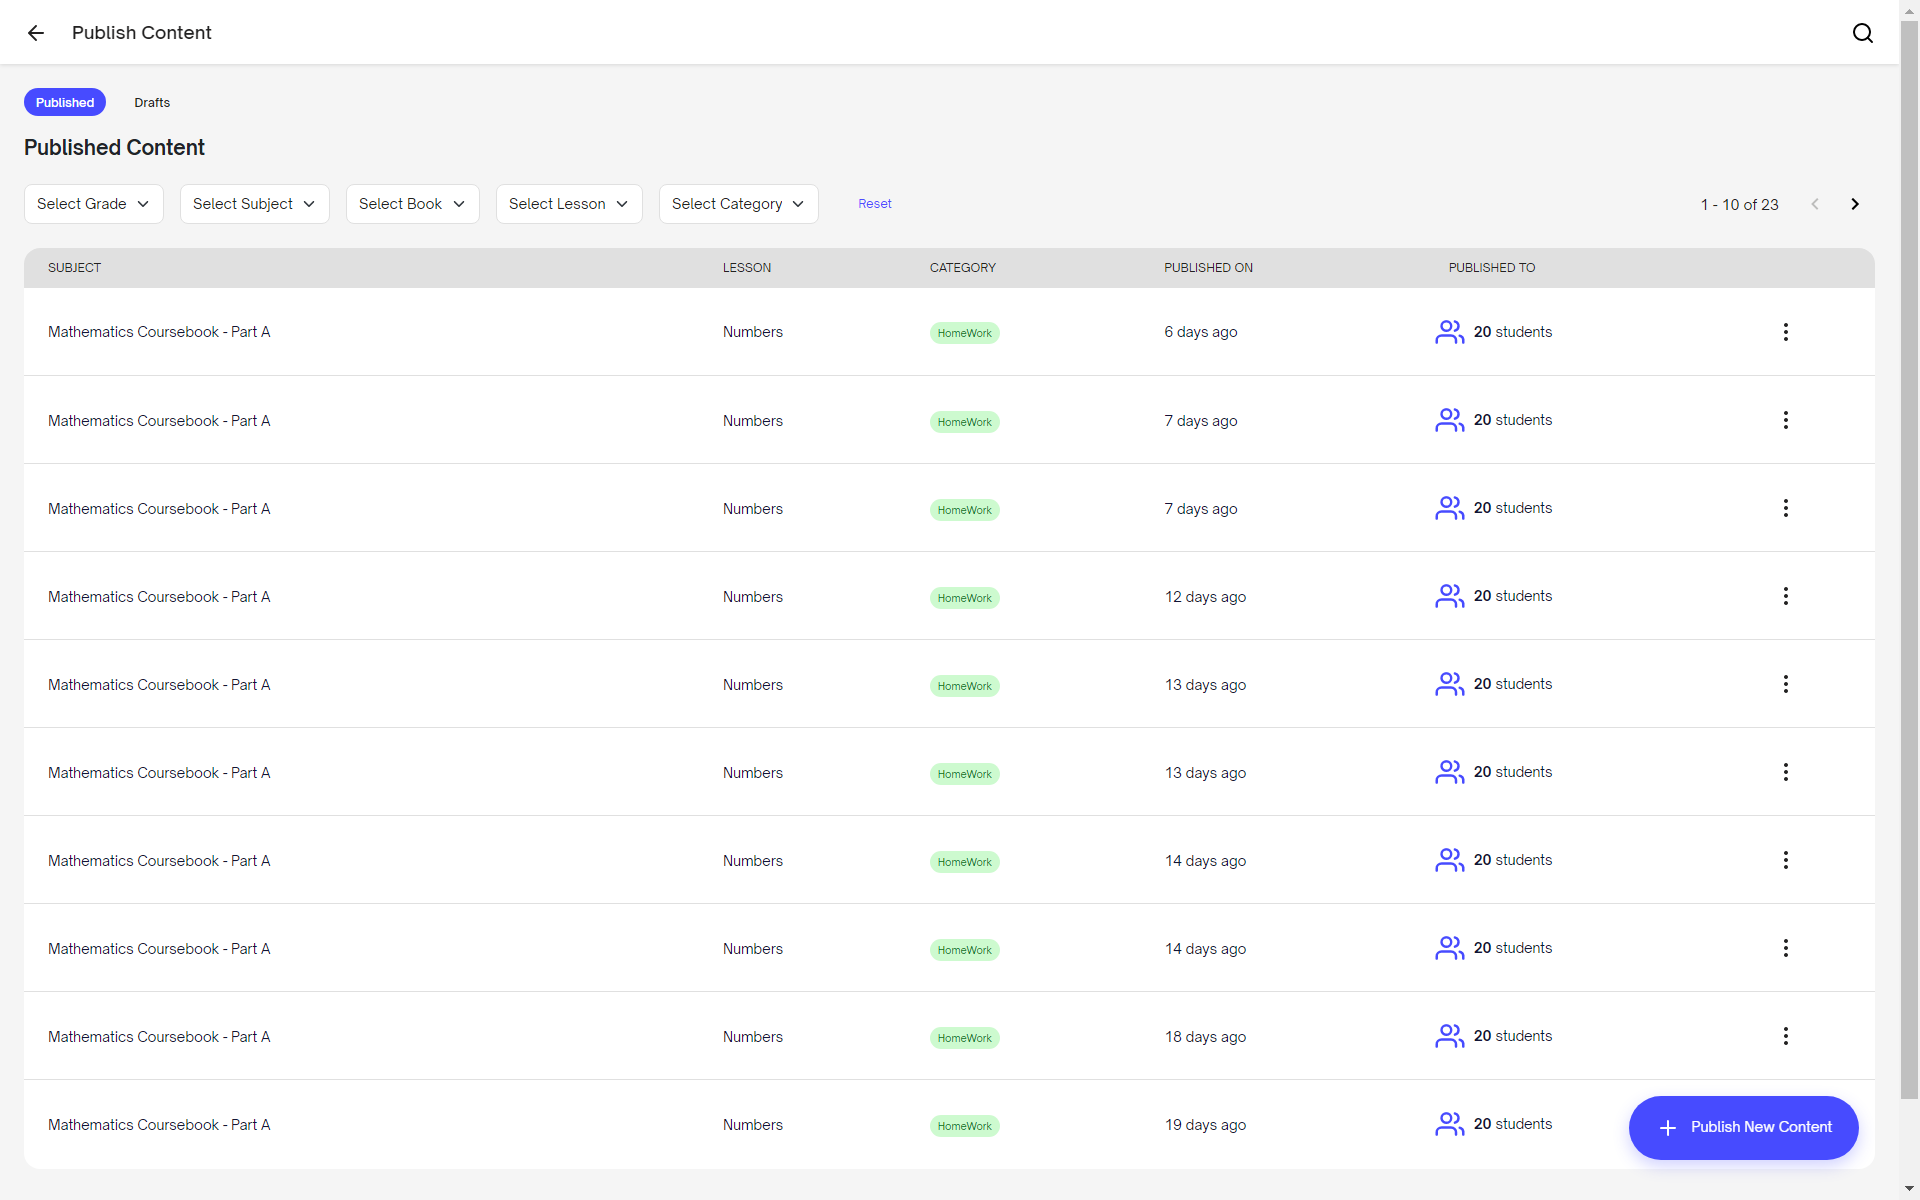 Publish Content
Published Drafts
Published Content
Select Grade Select Subject Select Book Select Lesson Select Category Reset 1 - 10 of 23
SUBJECT LESSON CATEGORY PUBLISHED ON PUBLISHED TO
Mathematics Coursebook - Part A Numbers HomeWork 6 days ago 20 students
Mathematics Coursebook - Part A Numbers HomeWork 7 days ago 20 students
Mathematics Coursebook - Part A Numbers HomeWork 7 days ago 20 students
Mathematics Coursebook - Part A Numbers HomeWork 12 days ago 20 students
Mathematics Coursebook - Part A Numbers HomeWork 13 days ago 20 students
Mathematics Coursebook - Part A Numbers HomeWork 13 days ago 20 students
Mathematics Coursebook - Part A Numbers HomeWork 14 days ago 20 students
Mathematics Coursebook - Part A Numbers HomeWork 14 days ago 20 students
Mathematics Coursebook - Part A Numbers HomeWork 18 days ago 20 students
Mathematics Coursebook - Part A Numbers HomeWork 19 days ago 20 students
Publish New Content